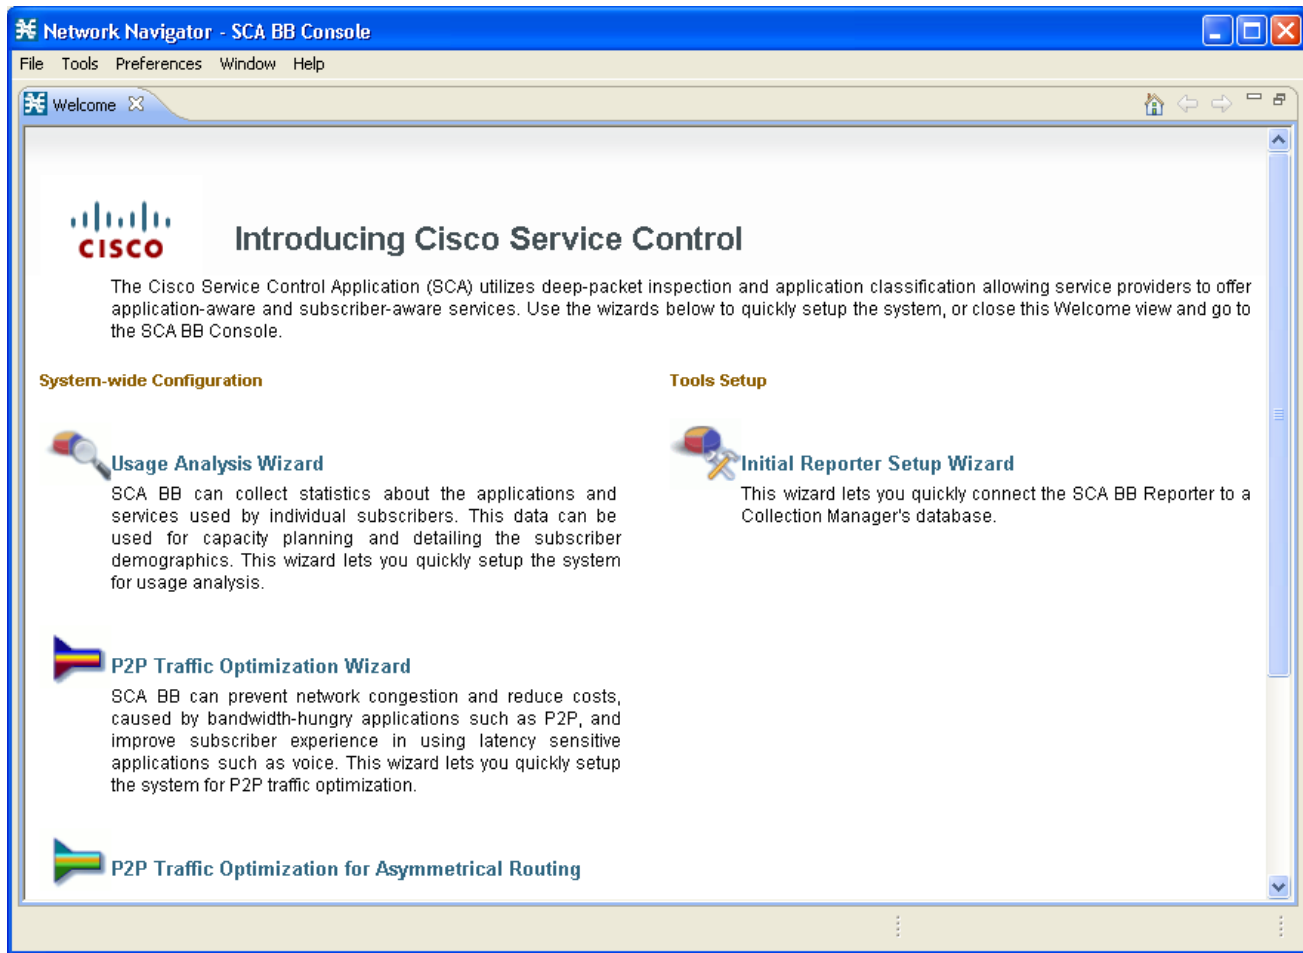 Network Navigator - SCA BB Console
File Tools Preferences Window Help
Welcome
CISCO
Introducing Cisco Service Control
The Cisco Service Control Application (SCA) utilizes deep-packet inspection and application classification allowing service providers to offer
application-aware and subscriber-aware services. Use the wizards below to quickly setup the system, or close this Welcome view and go to
the SCA BB Console.
System-wide Configuration
Usage Analysis Wizard
SCA BB can collect statistics about the applications and
services used by individual subscribers. This data can be
used for capacity planning and detailing the subscriber
demographics. This wizard lets you quickly setup the system
for usage analysis.
P2P Traffic Optimization Wizard
SCA BB can prevent network congestion and reduce costs,
caused by bandwidth-hungry applications such as P2P, and
improve subscriber experience in using latency sensitive
applications such as voice. This wizard lets you quickly setup
the system for P2P traffic optimization.
P2P Traffic Optimization for Asymmetrical Routing
Tools Setup
Initial Reporter Setup Wizard
This wizard lets you quickly connect the SCA BB Reporter to a
Collection Manager's database.